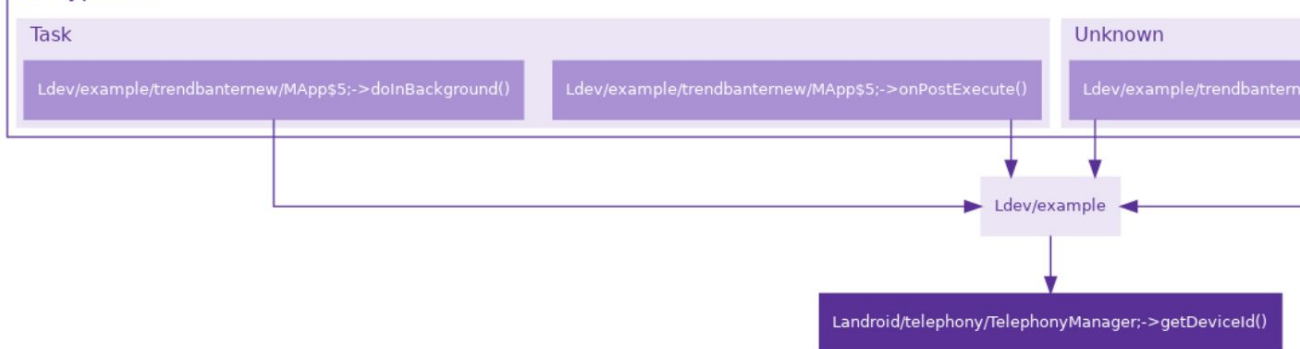 Task
Unknown
Ldev/example/trendbanternew/MApp$5;->doInBackground()
Ldev/example/trendbanternew/MApp$5;->onPostExecute()
Ldev/example/trendbantern
Ldev/example
Landroid/telephony/TelephonyManager;->getDeviceId()